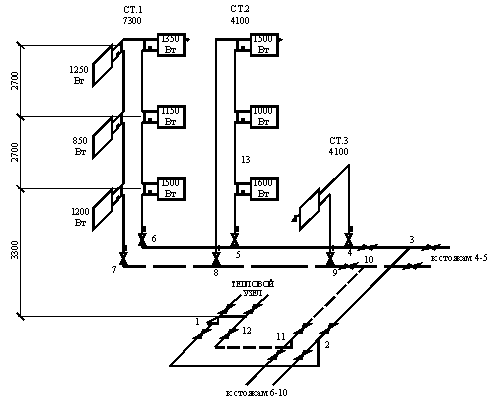 СТ.1
7300
СТ.2
4100
1350
Вт
1500
Вт
1250
Вт
2700
1150
Вт
1000
Вт
850
Вт
СТ.3
4100
2700
13
1500
Вт
1600
Вт
1200
Вт
3300
6
5
4
3
7
8
9
10
к стоякам 4-5
ТЕПЛОВОЙ
УЗЕЛ
1
12
11
2
к стоякам 6-10